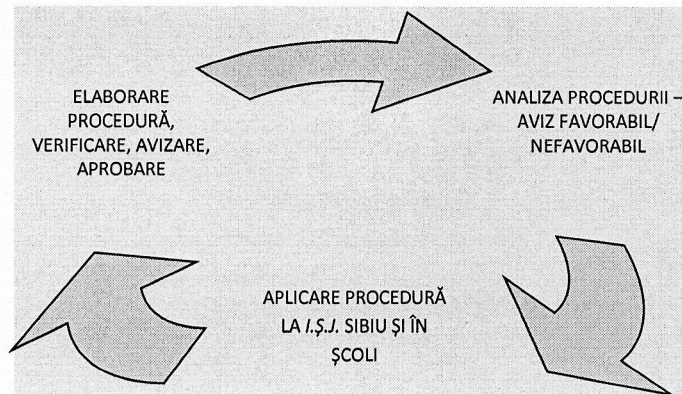 ELABORARE
PROCEDURĂ,
VERIFICARE, AVIZARE,
APROBARE
ANALIZA PROCEDURII –
AVIZ FAVORABIL/
NEFAVORABIL
APLICARE PROCEDURĂ
LA I.Ș.J. SIBIU ȘI ÎN
ȘCOLI